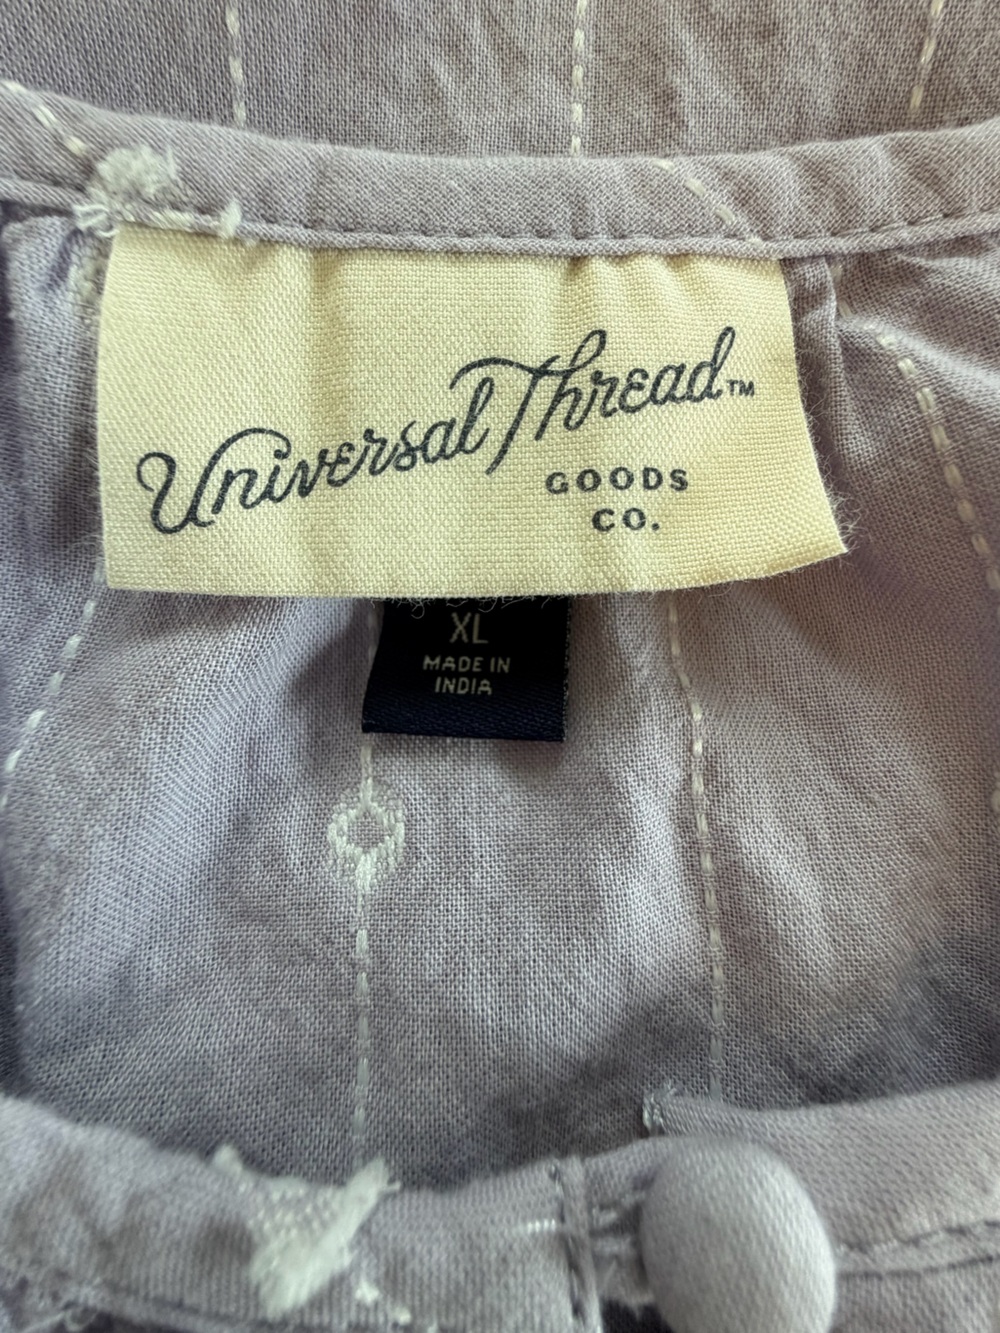 Universal Thread™
GOODS
CO.
XL
MADE IN
INDIA